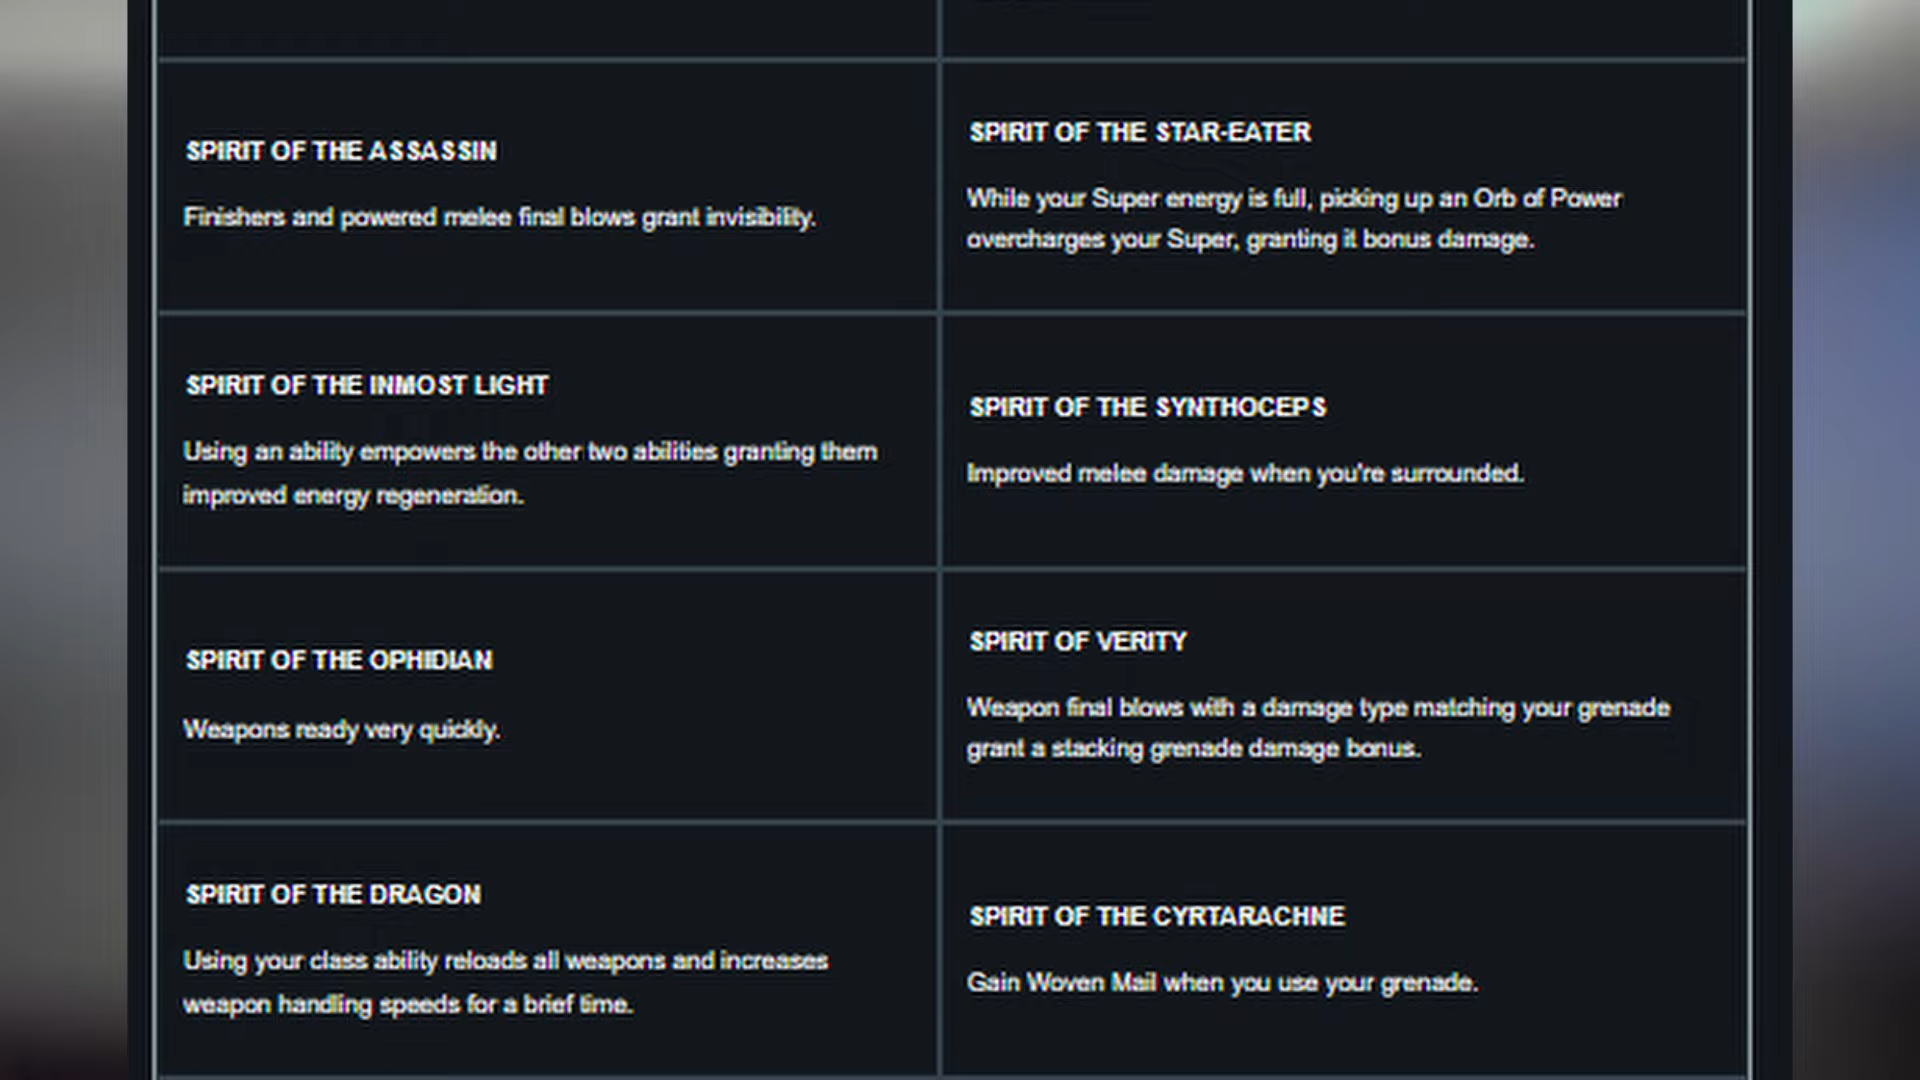 SPIRIT OF THE ASSASSIN
Finishers and powered melee final blows grant invisibility.
SPIRIT OF THE STAR-EATER
While your Super energy is full, picking up an Orb of Power
overcharges your Super, granting it bonus damage.
SPIRIT OF THE INMOST LIGHT
Using an ability empowers the other two abilities granting them
improved energy regeneration.
SPIRIT OF THE SYNTHOCEPS
Improved melee damage when you're surrounded.
SPIRIT OF THE OPHIDIAN
Weapons ready very quickly.
SPIRIT OF VERITY
Weapon final blows with a damage type matching your grenade
grant a stacking grenade damage bonus.
SPIRIT OF THE DRAGON
Using your class ability reloads all weapons and increases
weapon handling speeds for a brief time.
SPIRIT OF THE CYRTARACHNE
Gain Woven Mail when you use your grenade.